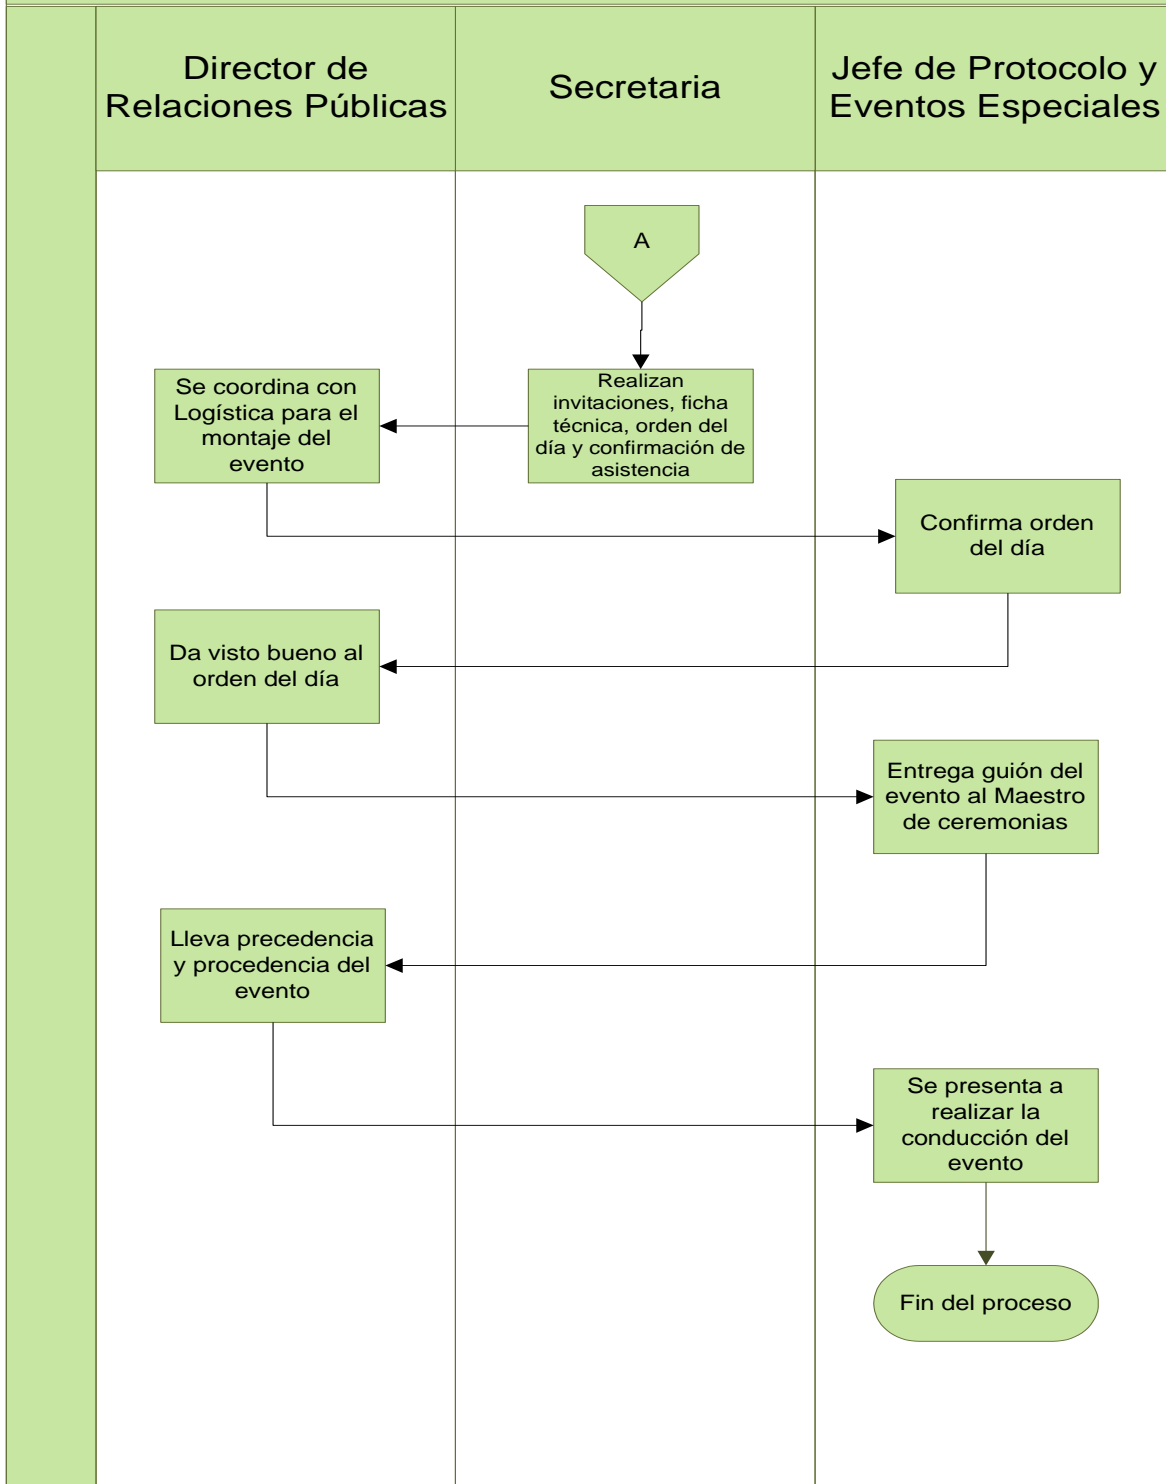 Director de
Relaciones Públicas
Secretaria
Jefe de Protocolo y
Eventos Especiales
A
Realizan
invitaciones, ficha
técnica, orden del
día y confirmación de
asistencia
Se coordina con
Logística para el
montaje del
evento
Confirma orden
del día
Da visto bueno al
orden del día
Entrega guión del
evento al Maestro
de ceremonias
Lleva precedencia
y procedencia del
evento
Se presenta a
realizar la
conducción del
evento
Fin del proceso